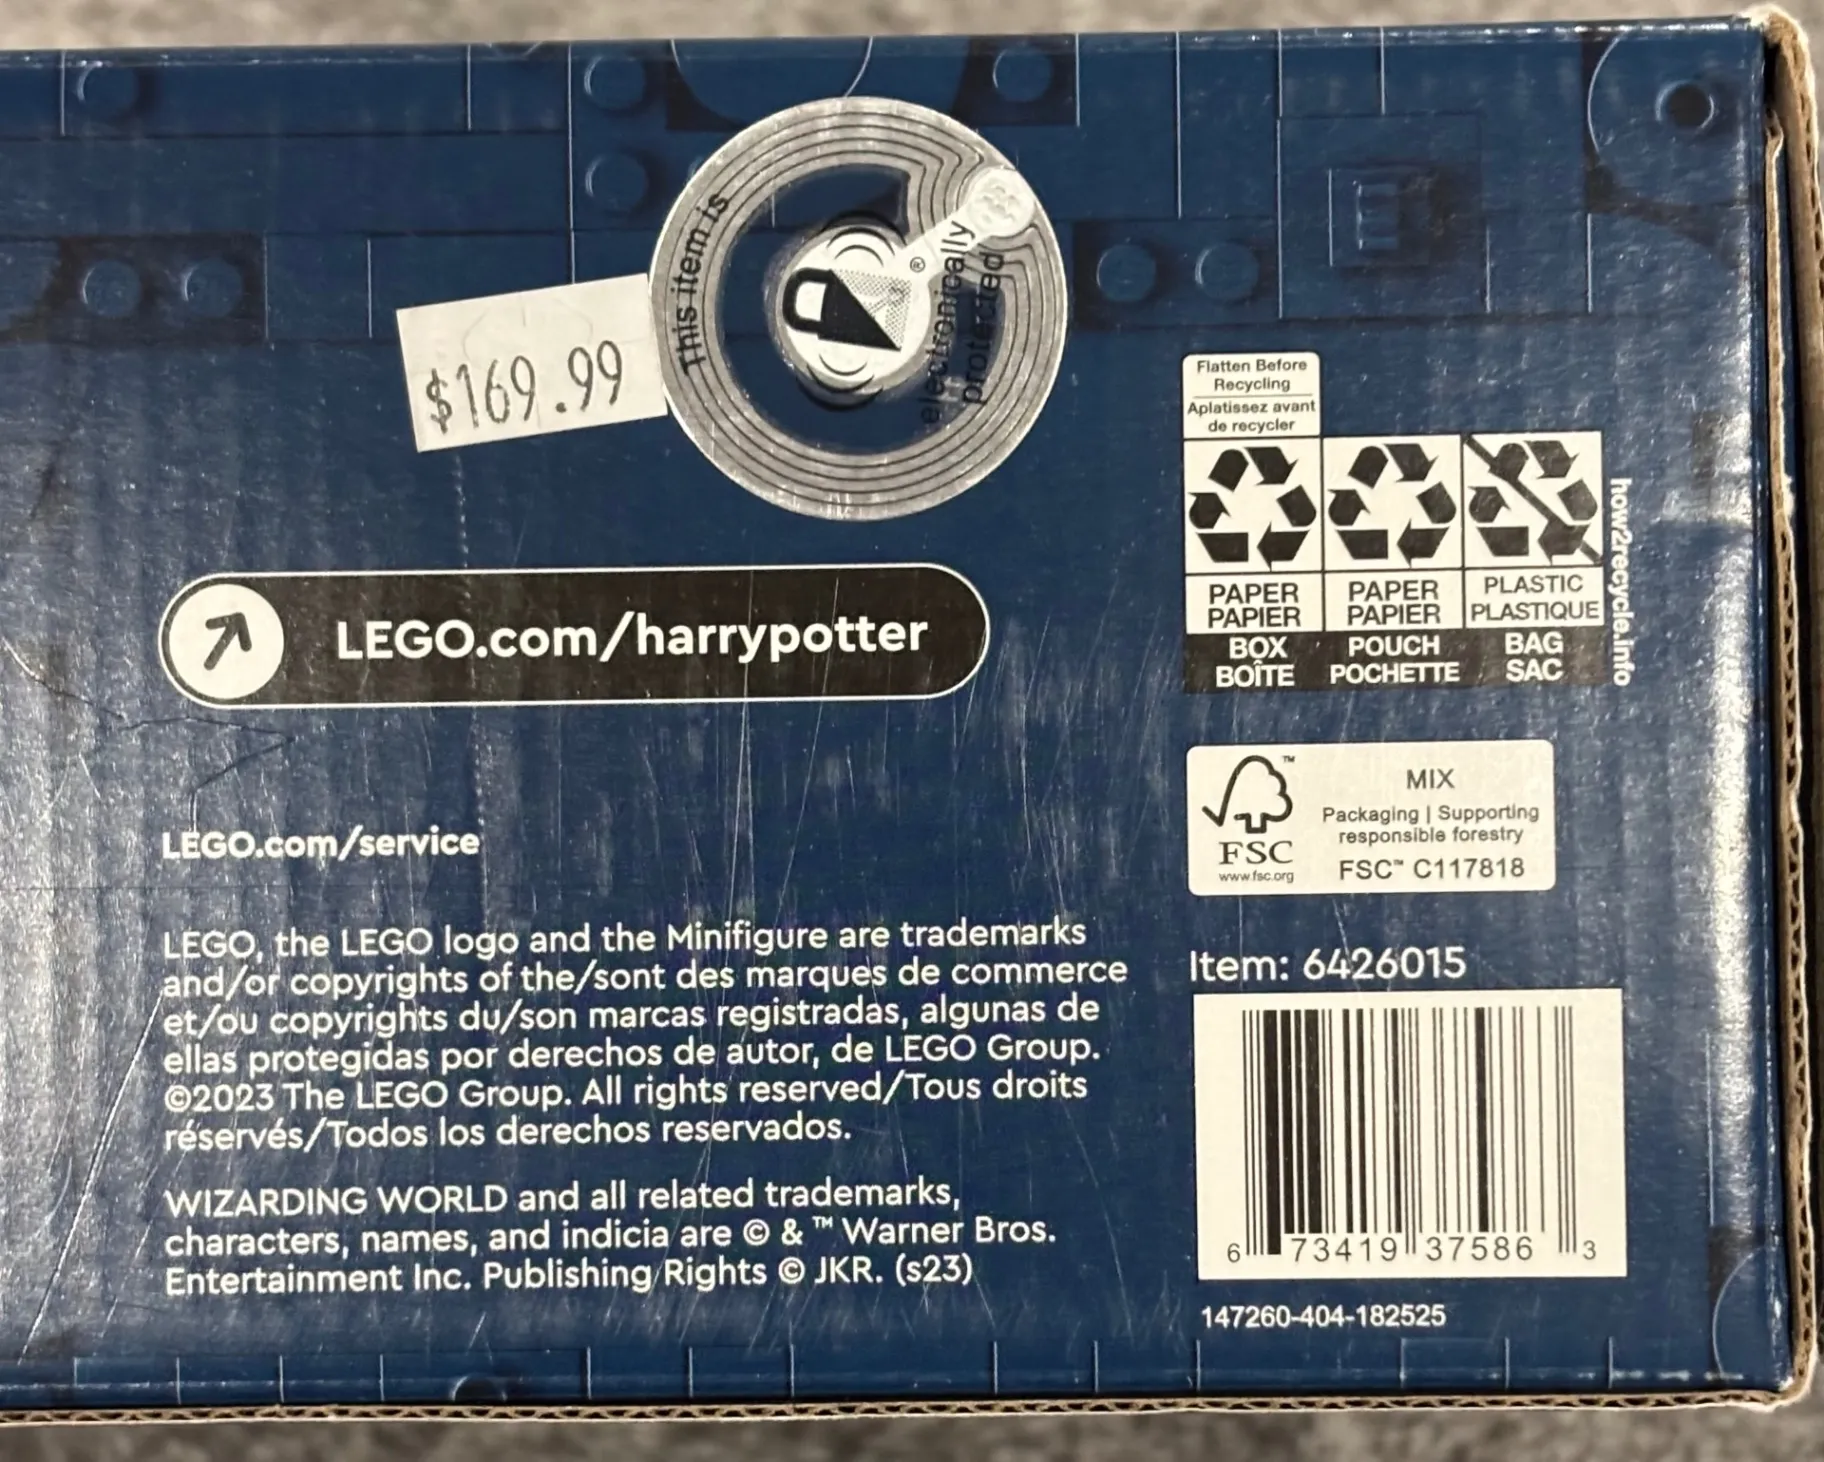 This item is
electronically
protected
®
$169.99
Flatten Before
Recycling
Aplatissez avant
de recycler
PAPER
PAPIER
BOX
BOÎTE
PAPER
PAPIER
POUCH
POCHETTE
PLASTIC
PLASTIQUE
BAG
SAC
how2recycle.info
LEGO.com/harrypotter
LEGO.com/service
LEGO, the LEGO logo and the Minifigure are trademarks
and/or copyrights of the/sont des marques de commerce
et/ou copyrights du/son marcas registradas, algunas de
ellas protegidas por derechos de autor, de LEGO Group.
©2023 The LEGO Group. All rights reserved/Tous droits
réservés/Todos los derechos reservados.
WIZARDING WORLD and all related trademarks,
characters, names, and indicia are © & ™ Warner Bros.
Entertainment Inc. Publishing Rights © JKR. (s23)
™
FSC
www.fsc.org
MIX
Packaging | Supporting
responsible forestry
FSC™ C117818
Item: 6426015
6 73419 37586 3
147260-404-182525